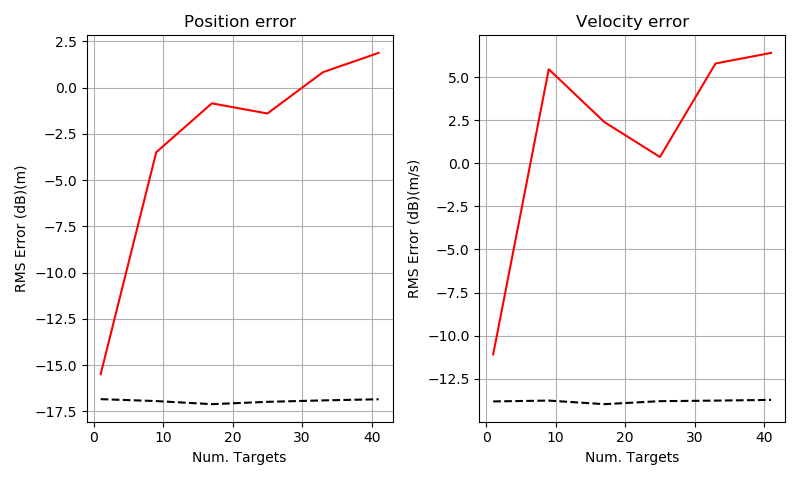 Position error
RMS Error (dB)(m)
2.5
0.0
−2.5
−5.0
−7.5
−10.0
−12.5
−15.0
−17.5
0 10 20 30 40
Num. Targets
Velocity error
RMS Error (dB)(m/s)
5.0
2.5
0.0
−2.5
−5.0
−7.5
−10.0
−12.5
0 10 20 30 40
Num. Targets